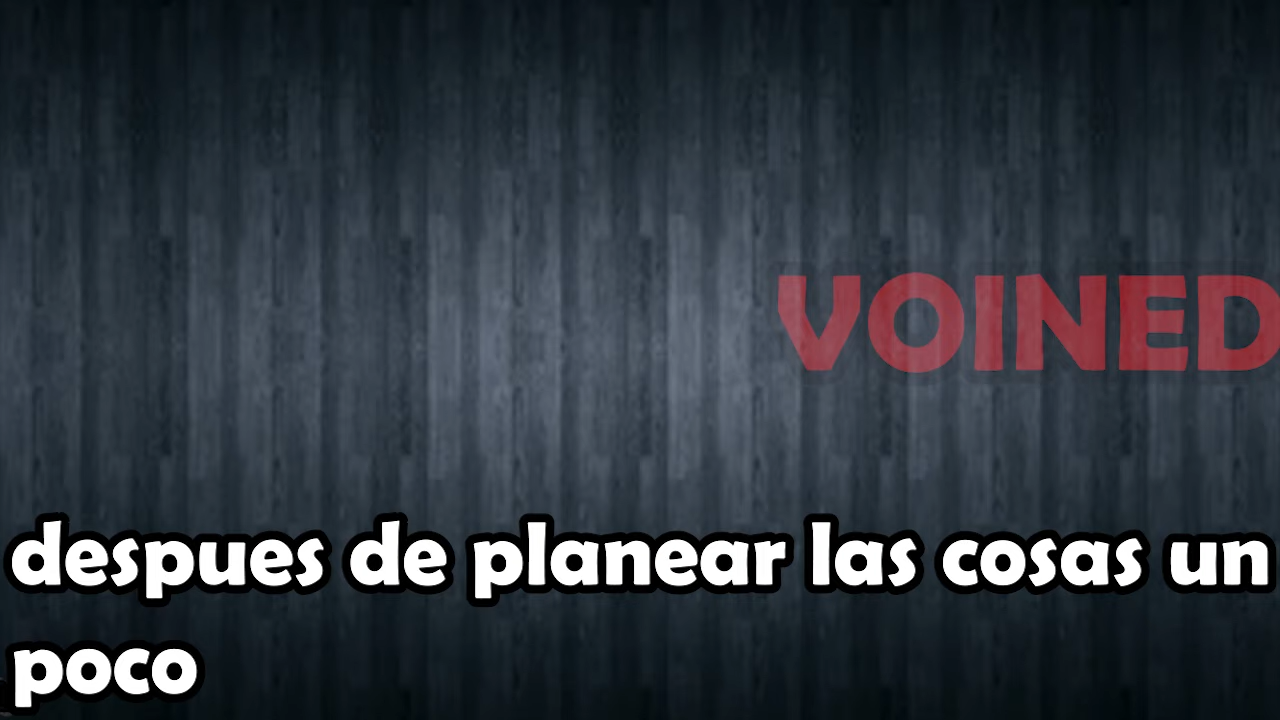 VOINED
despues de planear las cosas un
poco